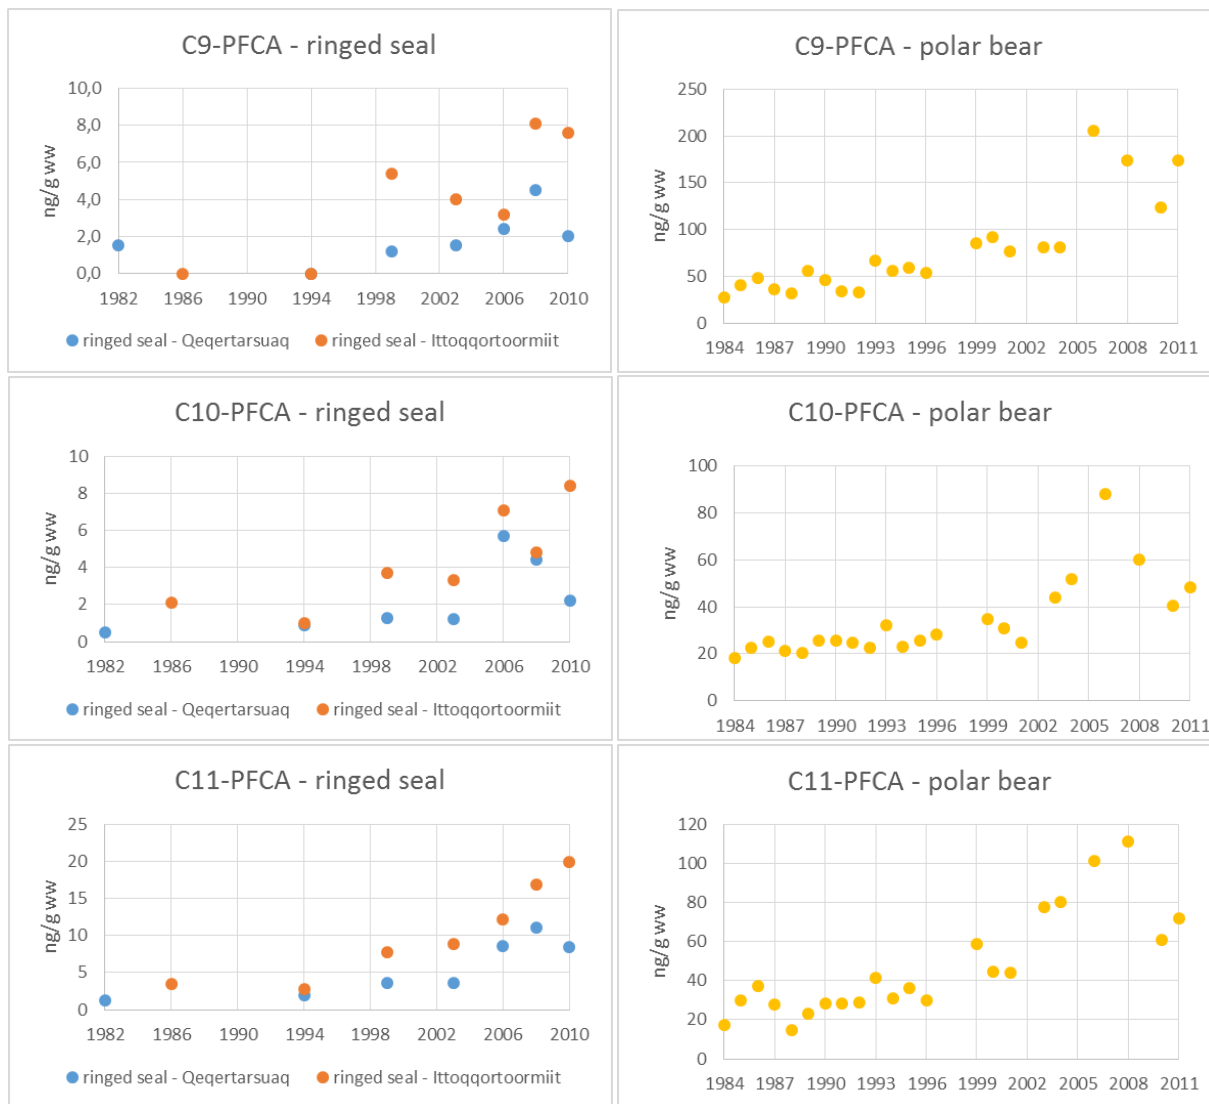 C9-PFCA - ringed seal
10,0
8,0
6,0
4,0
2,0
0,0
ng/g ww
1982 1986 1990 1994 1998 2002 2006 2010
ringed seal - Qeqertarsuaq ringed seal - Ittoqqortoormiit
C9-PFCA - polar bear
250
200
150
100
50
0
ng/g ww
1984 1987 1990 1993 1996 1999 2002 2005 2008 2011
C10-PFCA - ringed seal
10
8
6
4
2
0
ng/g ww
1982 1986 1990 1994 1998 2002 2006 2010
ringed seal - Qeqertarsuaq ringed seal - Ittoqqortoormiit
C10-PFCA - polar bear
100
80
60
40
20
0
ng/g ww
1984 1987 1990 1993 1996 1999 2002 2005 2008 2011
C11-PFCA - ringed seal
25
20
15
10
5
0
ng/g ww
1982 1986 1990 1994 1998 2002 2006 2010
ringed seal - Qeqertarsuaq ringed seal - Ittoqqortoormiit
C11-PFCA - polar bear
120
100
80
60
40
20
0
ng/g ww
1984 1987 1990 1993 1996 1999 2002 2005 2008 2011